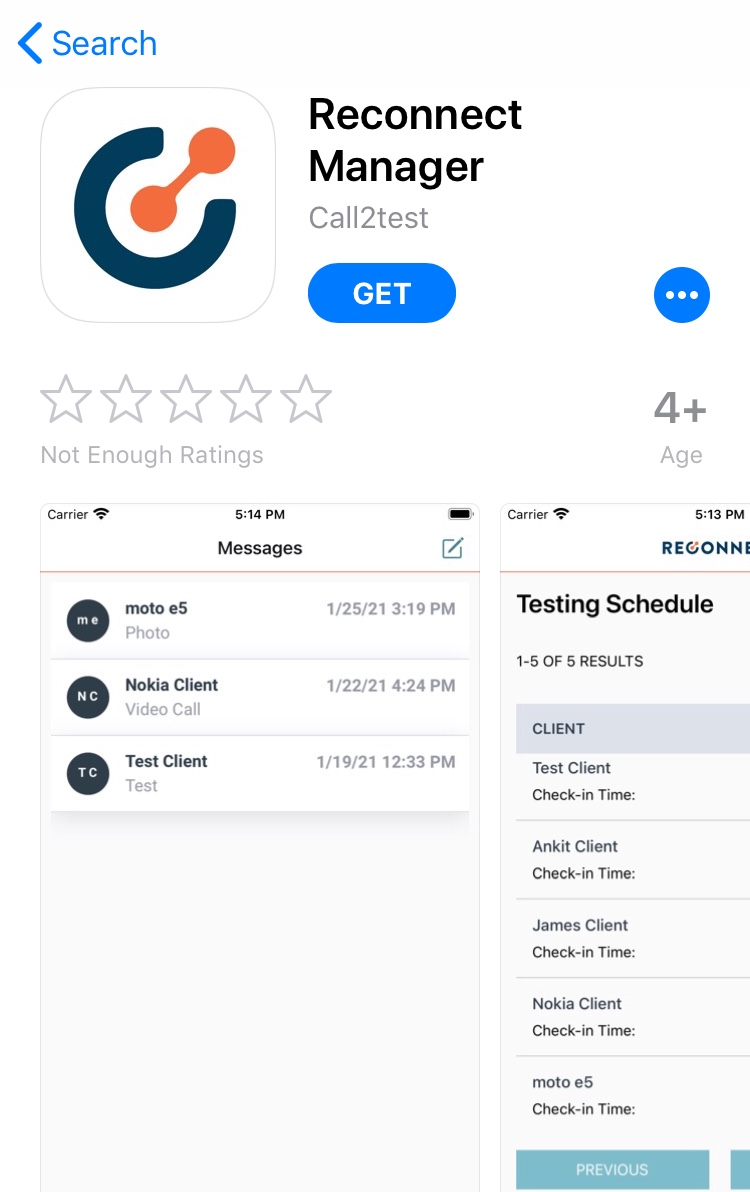 Search
Reconnect
Manager
Call2test
GET
Not Enough Ratings
4+
Age
Carrier
5:14 PM
Messages
m e
moto e5
1/25/21 3:19 PM
Photo
N C
Nokia Client
1/22/21 4:24 PM
Video Call
T C
Test Client
1/19/21 12:33 PM
Test
Carrier
5:13 PM
RECONNE
Testing Schedule
1-5 OF 5 RESULTS
CLIENT
Test Client
Check-in Time:
Ankit Client
Check-in Time:
James Client
Check-in Time:
Nokia Client
Check-in Time:
moto e5
Check-in Time:
PREVIOUS